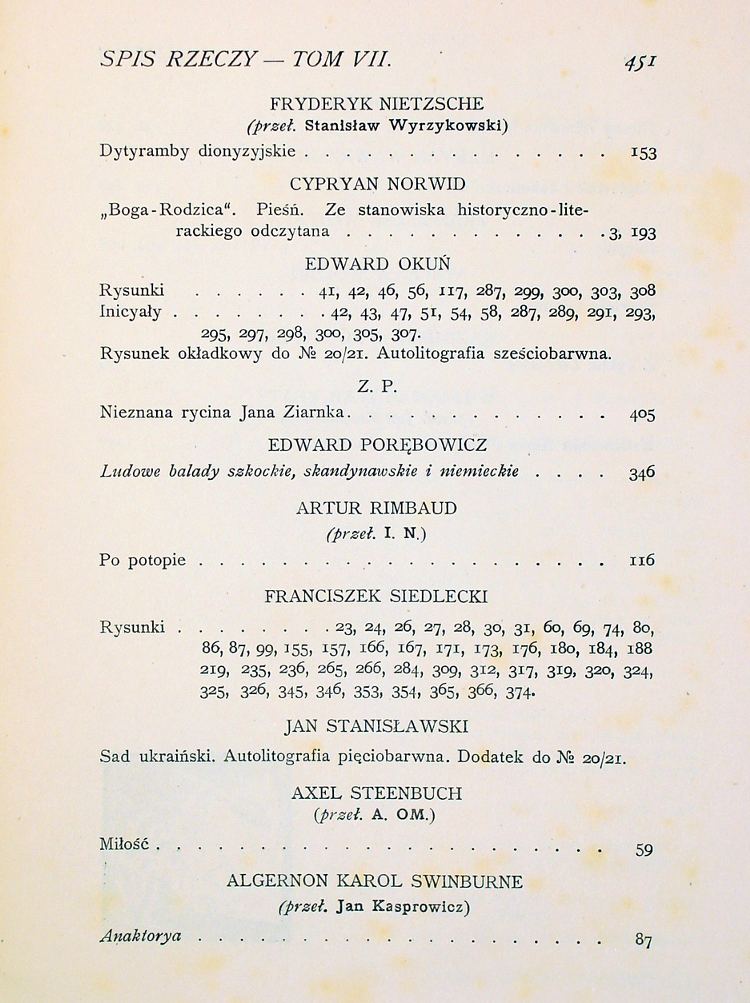 SPIS RZECZY — TOM VII. 451
FRYDERYK NIETZSCHE
(przeł. Stanisław Wyrzykowski)
Dytyramby dionyzyjskie . . . . . . . . . . . . . . . 153
CYPRYAN NORWID
„Boga-Rodzica“. Pieśń. Ze stanowiska historyczno-lite-
rackiego odczytana . . . . . . . . . . . . . 3, 193
EDWARD OKUŃ
Rysunki . . . . . . 41, 42, 46, 56, 117, 287, 299, 300, 303, 308
Inicyały . . . . . . . . 42, 43, 47, 51, 54, 58, 287, 289, 291, 293,
295, 297, 298, 300, 305, 307.
Rysunek okładkowy do № 20/21. Autolitografia sześciobarwna.
Z. P.
Nieznana rycina Jana Ziarnka. . . . . . . . . . . . . 405
EDWARD PORĘBOWICZ
Ludowe balady szkockie, skandynawskie i niemieckie . . . . 346
ARTUR RIMBAUD
(przeł. I. N.)
Po potopie . . . . . . . . . . . . . . . . . . . 116
FRANCISZEK SIEDLECKI
Rysunki . . . . . . . . 23, 24, 26, 27, 28, 30, 31, 60, 69, 74, 80,
86, 87, 99, 155, 157, 166, 167, 171, 173, 176, 180, 184, 188
219, 235, 236, 265, 266, 284, 309, 312, 317, 319, 320, 324,
325, 326, 345, 346, 353, 354, 365, 366, 374.
JAN STANISŁAWSKI
Sad ukraiński. Autolitografia pięciobarwna. Dodatek do № 20/21.
AXEL STEENBUCH
(przeł. A. OM.)
Miłość . . . . . . . . . . . . . . . . . . . . . 59
ALGERNON KAROL SWINBURNE
(przeł. Jan Kasprowicz)
Anaktorya . . . . . . . . . . . . . . . . . . . 87